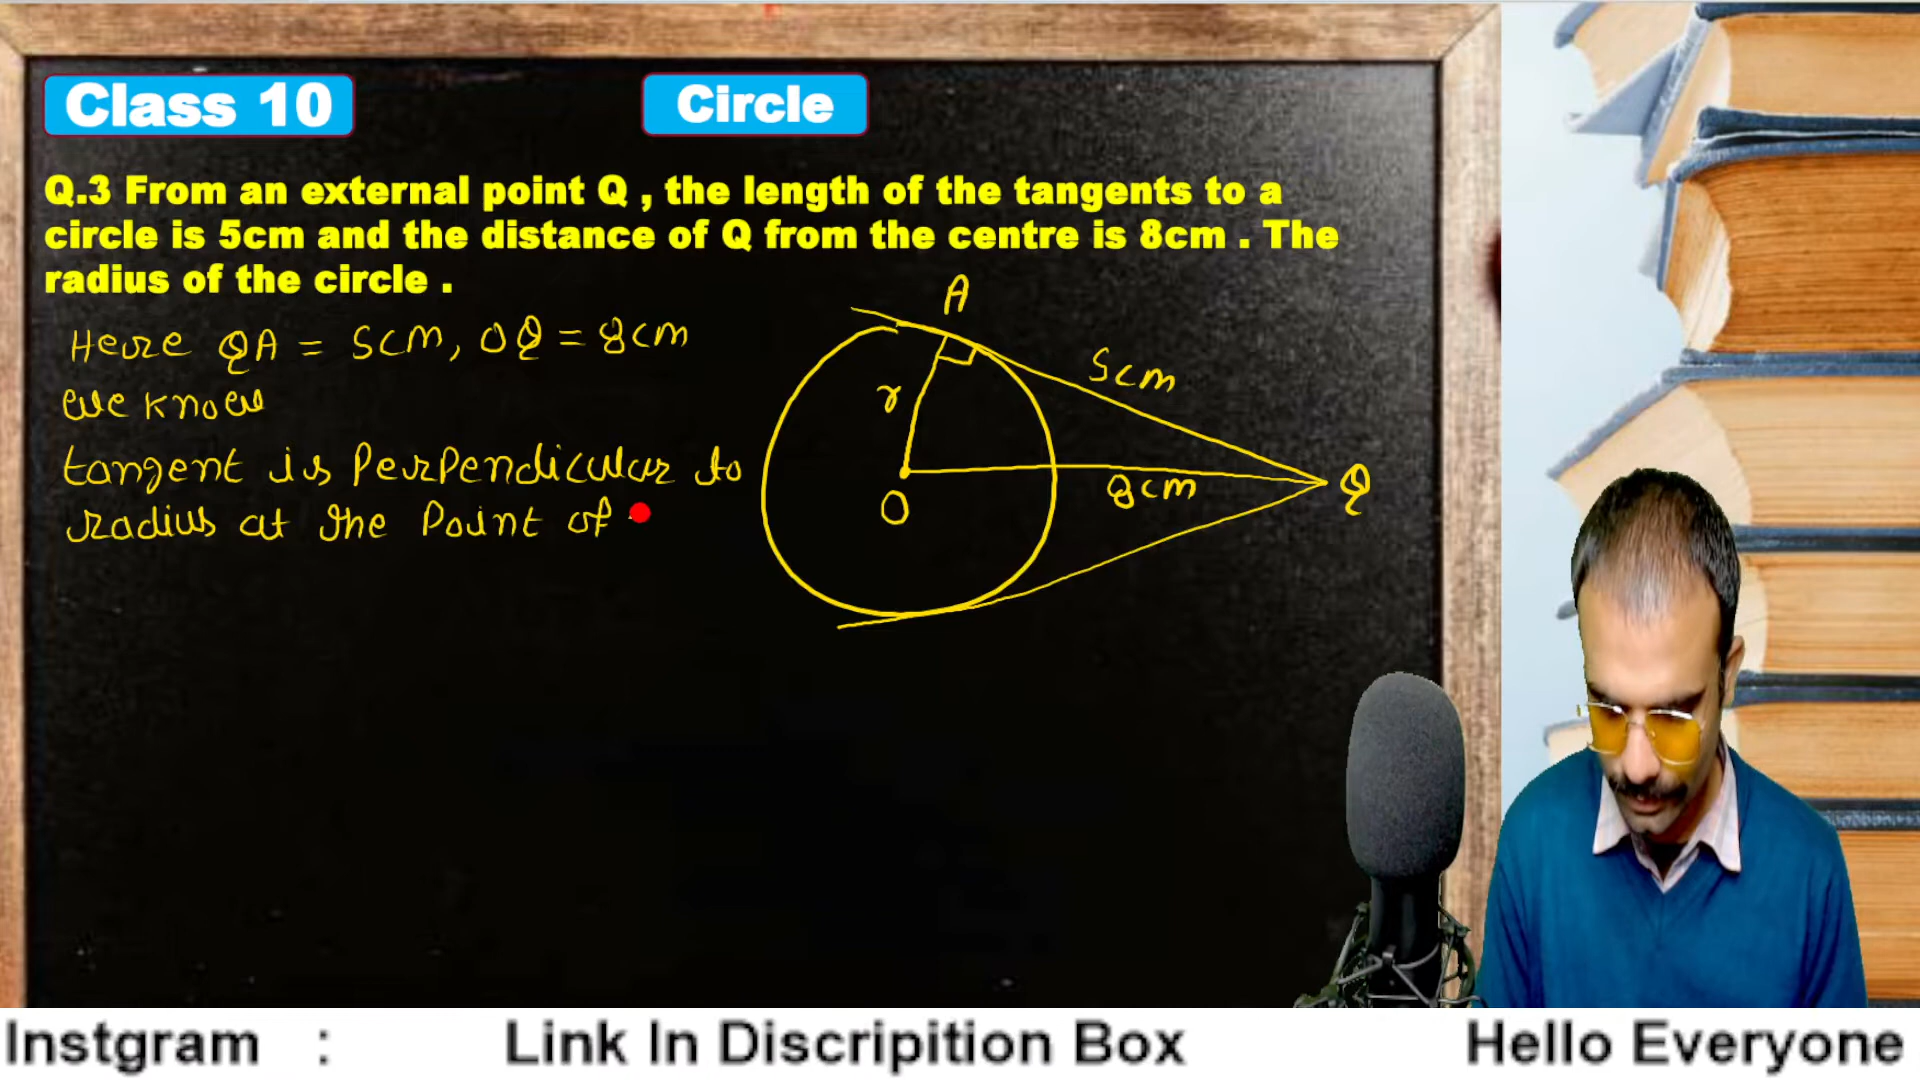 Class 10
Circle
Q.3 From an external point Q , the length of the tangents to a
circle is 5cm and the distance of Q from the centre is 8cm . The
radius of the circle .
Here QA = 5cm, OQ = 8cm
we know
tangent is Perpendicular to
radius at the Point of
A
5cm
r
8cm
Q
O
Instgram : Link In Discripition Box Hello Everyone